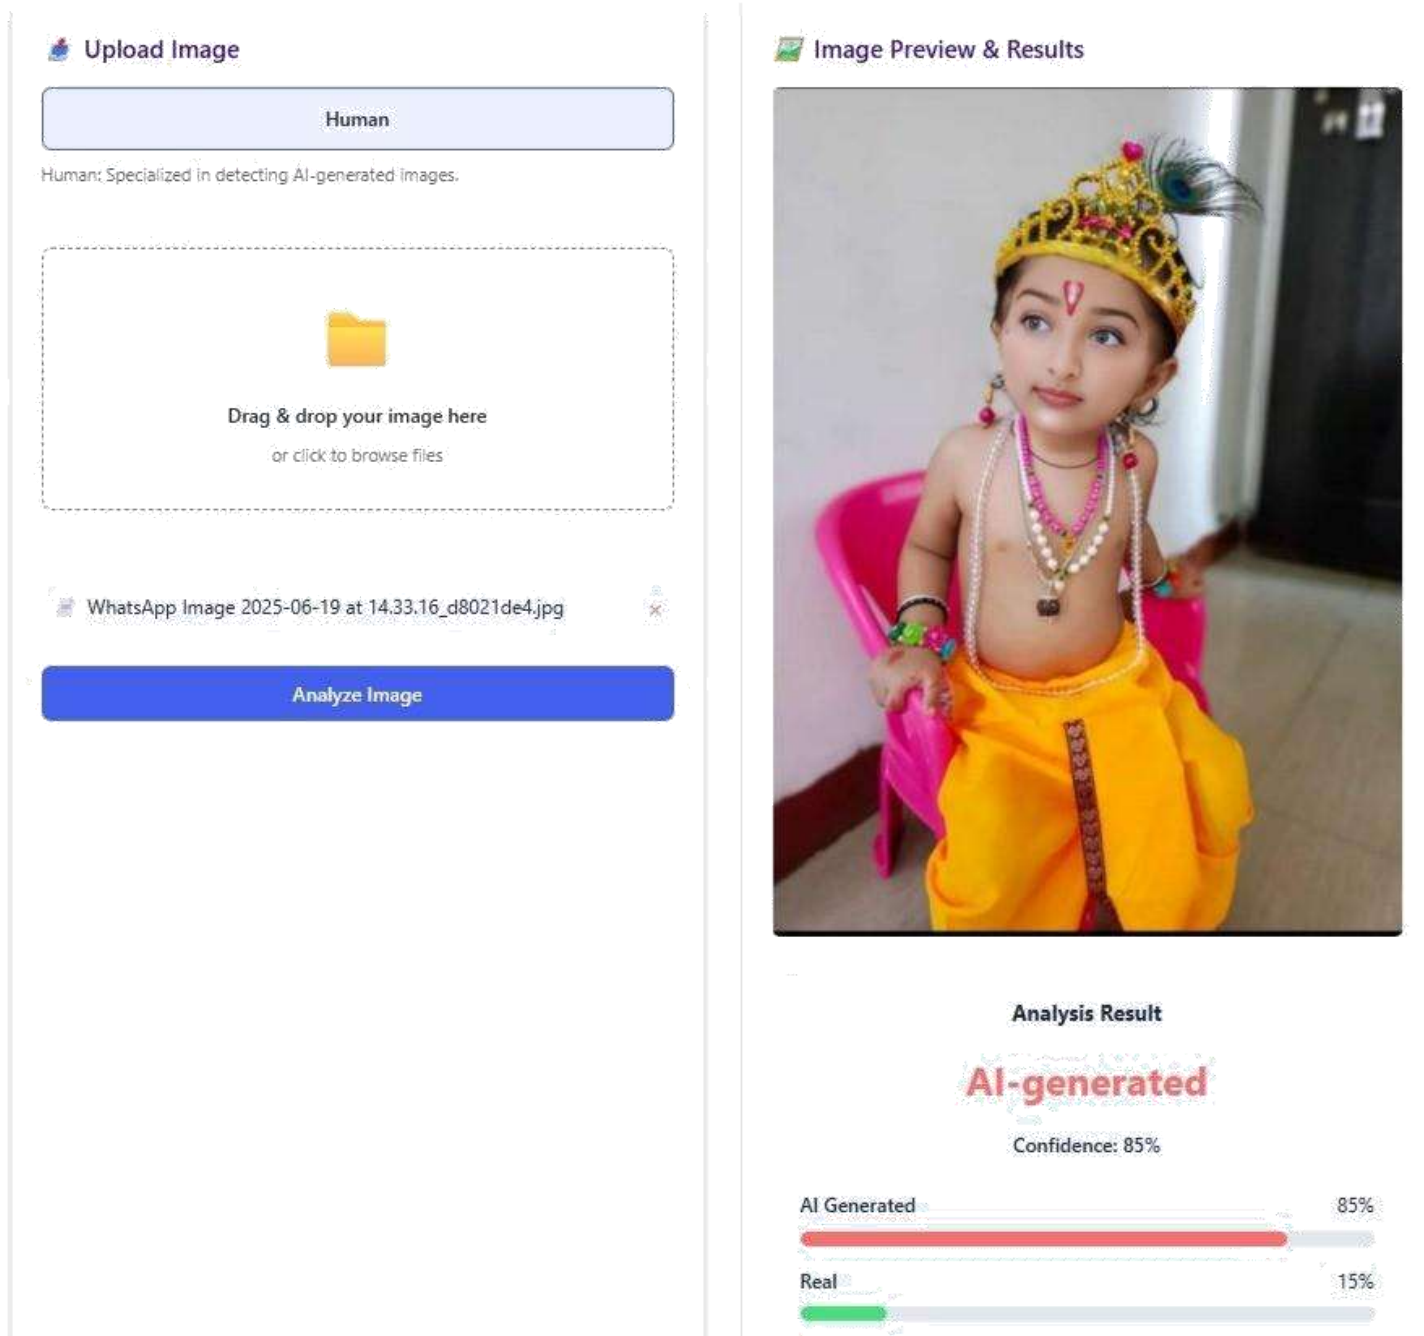 Upload Image
Human
Human: Specialized in detecting AI-generated images.
Drag & drop your image here
or click to browse files
WhatsApp Image 2025-06-19 at 14.33.16_d8021de4.jpg
×
Analyze Image
Image Preview & Results
Analysis Result
AI-generated
Confidence: 85%
AI Generated 85%
Real 15%